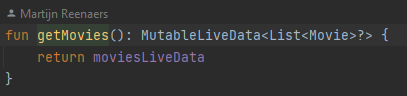 Martijn Reenaers
fun getMovies(): MutableLiveData<List<Movie>?> {
    return moviesLiveData
}